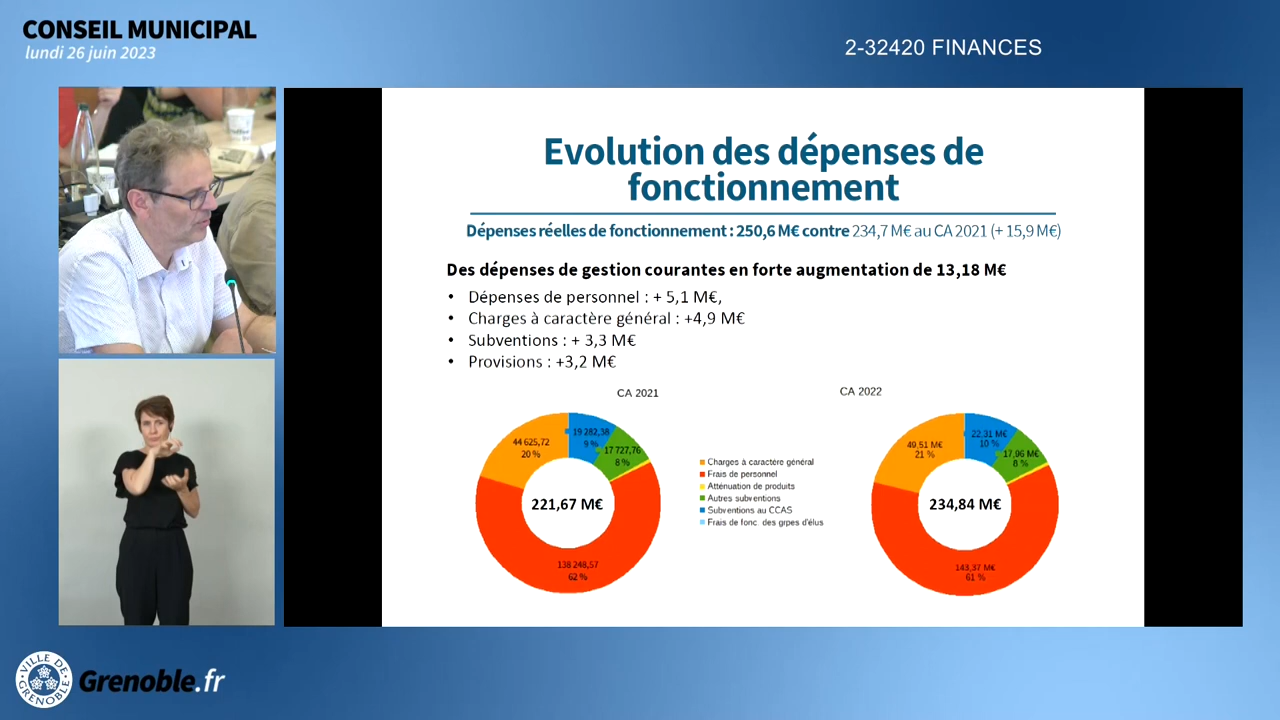 CONSEIL MUNICIPAL
lundi 26 juin 2023
2-32420 FINANCES
Evolution des dépenses de
fonctionnement
Dépenses réelles de fonctionnement : 250,6 M€ contre 234,7 M€ au CA 2021 (+ 15,9 M€)
Des dépenses de gestion courantes en forte augmentation de 13,18 M€
• Dépenses de personnel : + 5,1 M€,
• Charges à caractère général : +4,9 M€
• Subventions : + 3,3 M€
• Provisions : +3,2 M€
CA 2021
44 625,72
20 %
19 282,38
9 %
17 727,76
8 %
221,67 M€
138 248,57
62 %
Charges à caractère général
Frais de personnel
Atténuation de produits
Autres subventions
Subventions au CCAS
Frais de fonc des grpes d'élus
CA 2022
49,51 M€
21 %
22,31 M€
10 %
17,96 M€
8 %
234,84 M€
143,37 M€
61 %
VILLE DE
GRENOBLE
Grenoble.fr